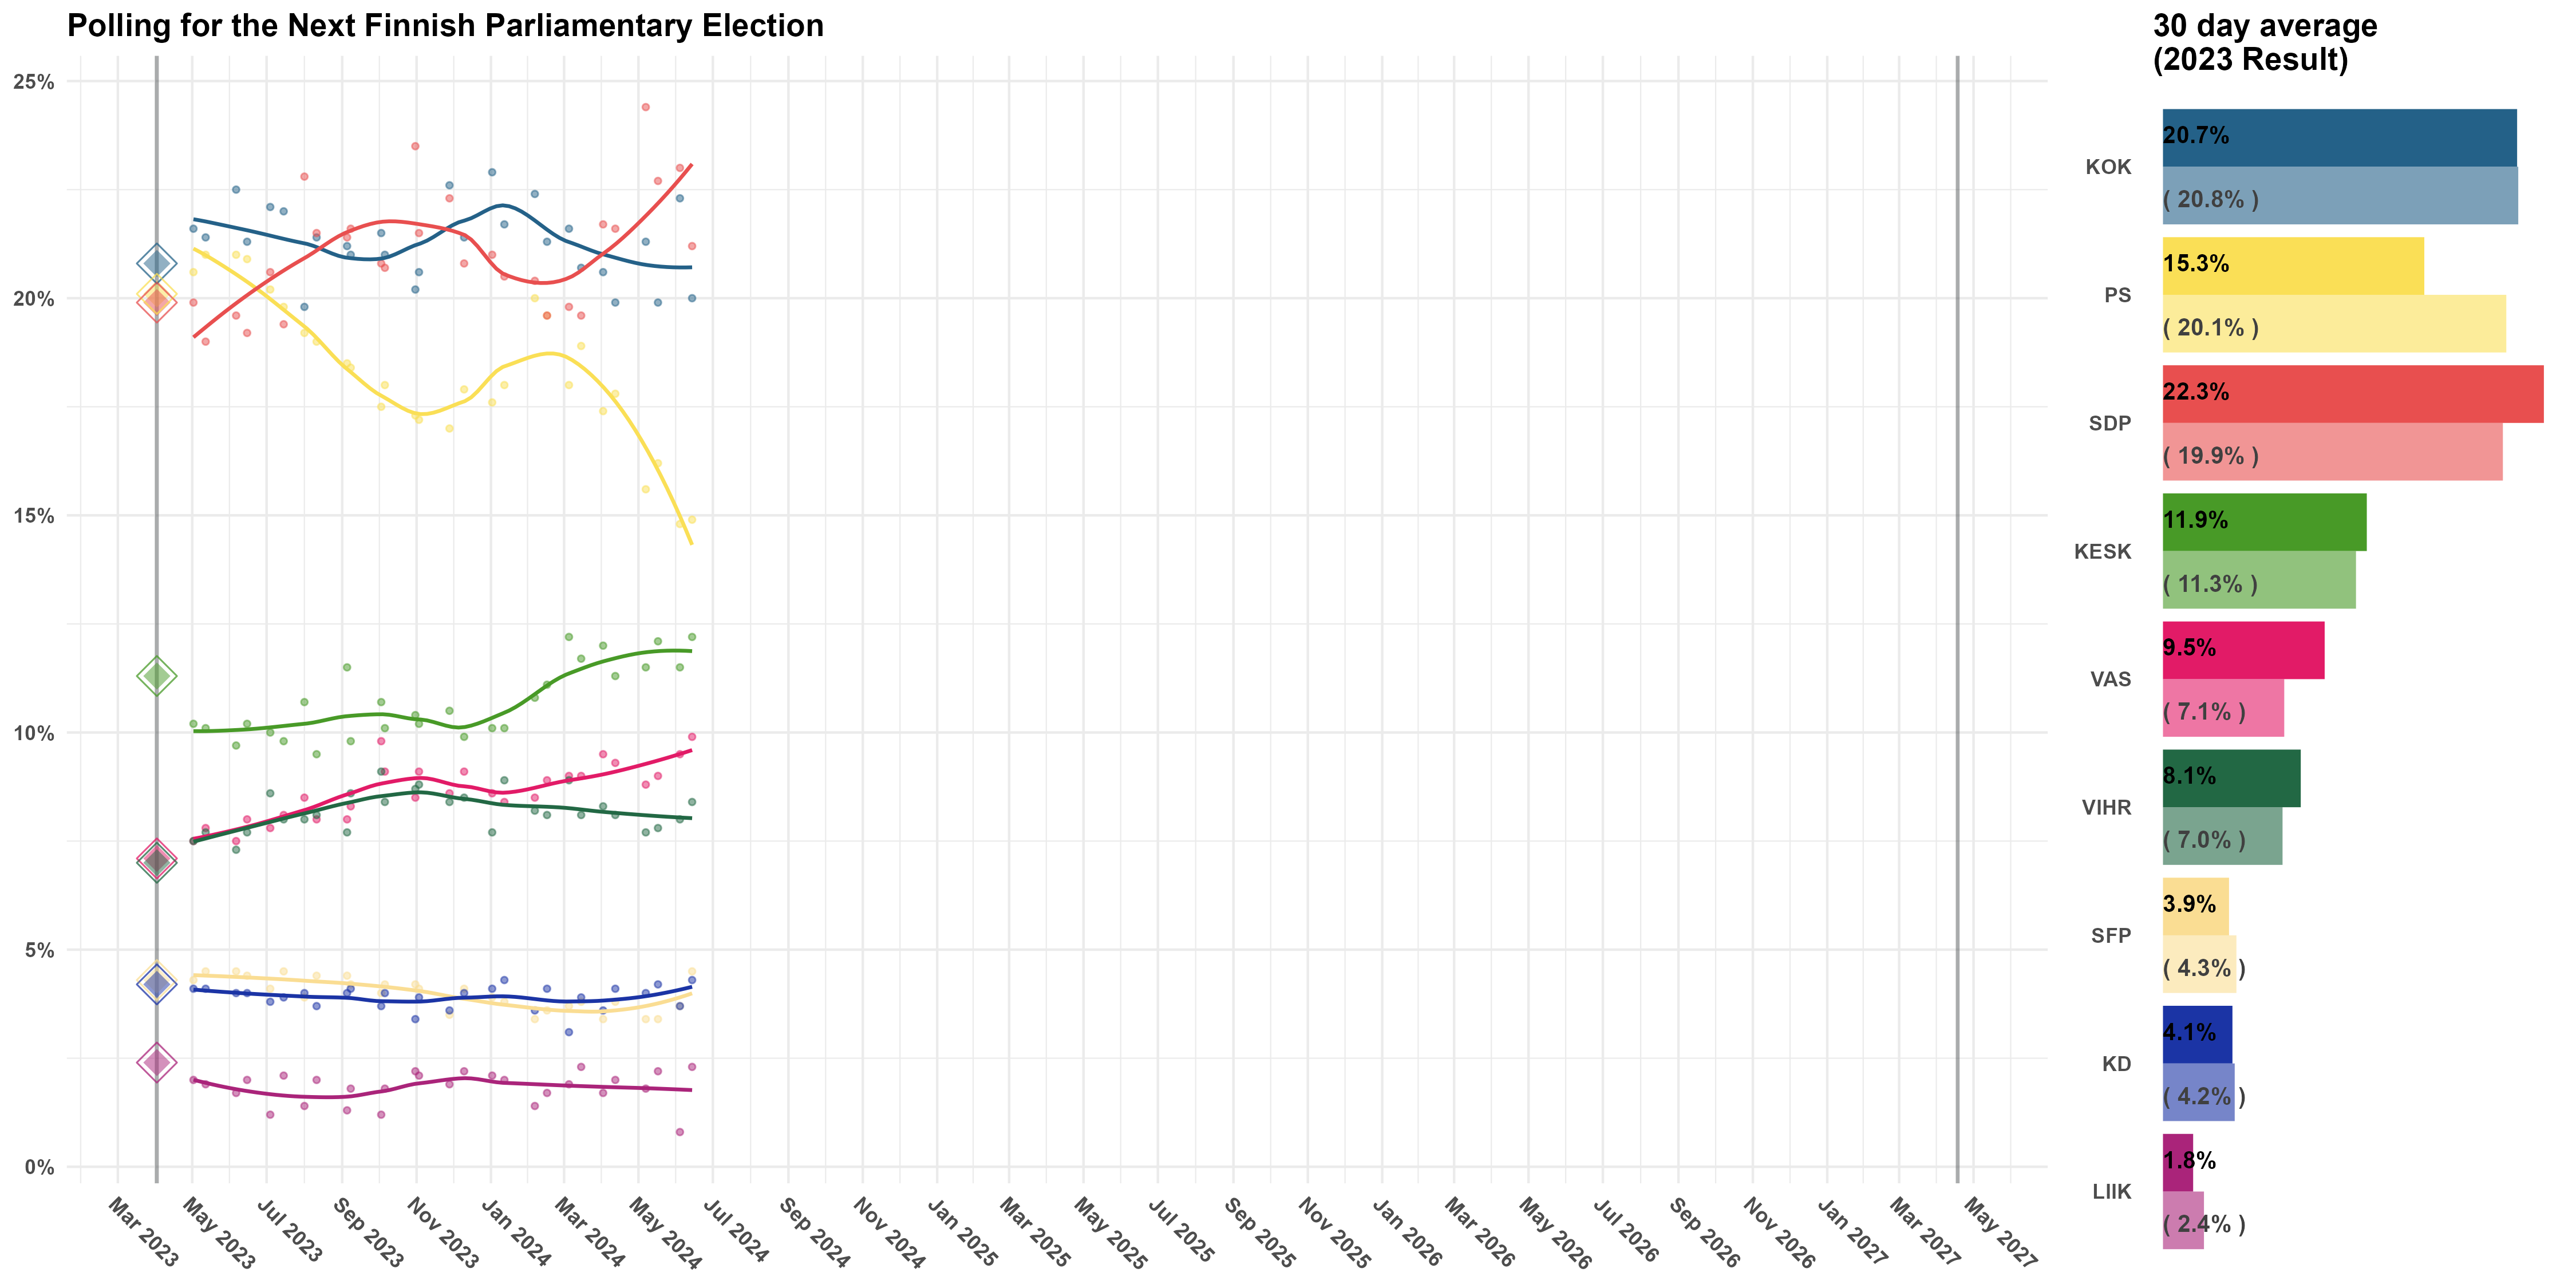 Polling for the Next Finnish Parliamentary Election
25%
20%
15%
10%
5%
0%
Mar 2023
May 2023
Jul 2023
Sep 2023
Nov 2023
Jan 2024
Mar 2024
May 2024
Jul 2024
Sep 2024
Nov 2024
Jan 2025
Mar 2025
May 2025
Jul 2025
Sep 2025
Nov 2025
Jan 2026
Mar 2026
May 2026
Jul 2026
Sep 2026
Nov 2026
Jan 2027
Mar 2027
May 2027
30 day average
(2023 Result)
KOK
20.7%
( 20.8% )
PS
15.3%
( 20.1% )
SDP
22.3%
( 19.9% )
KESK
11.9%
( 11.3% )
VAS
9.5%
( 7.1% )
VIHR
8.1%
( 7.0% )
SFP
3.9%
( 4.3% )
KD
4.1%
( 4.2% )
LIIK
1.8%
( 2.4% )